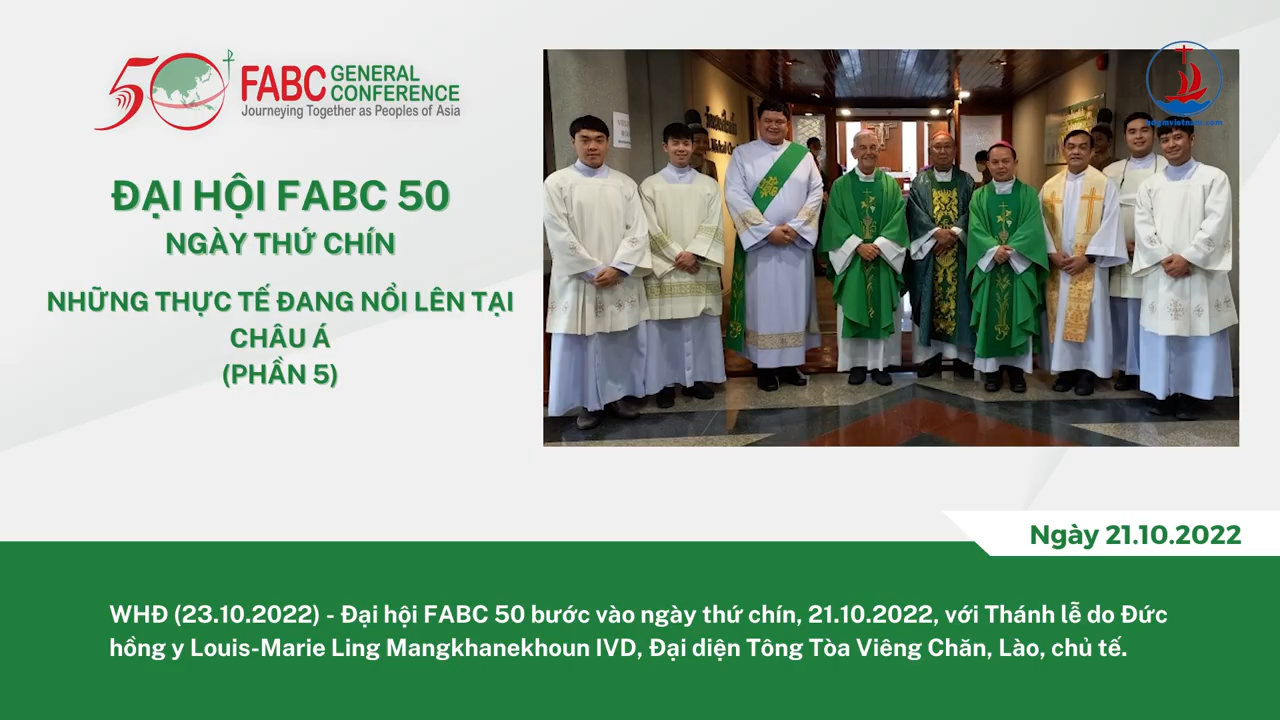 50
FABC GENERAL CONFERENCE
Journeying Together as Peoples of Asia
ĐẠI HỘI FABC 50
NGÀY THỨ CHÍN
NHỮNG THỰC TẾ ĐANG NỔI LÊN TẠI
CHÂU Á
(PHẦN 5)
Ngày 21.10.2022
WHĐ (23.10.2022) - Đại hội FABC 50 bước vào ngày thứ chín, 21.10.2022, với Thánh lễ do Đức
hồng y Louis-Marie Ling Mangkhanekhoun IVD, Đại diện Tông Tòa Viêng Chăn, Lào, chủ tế.